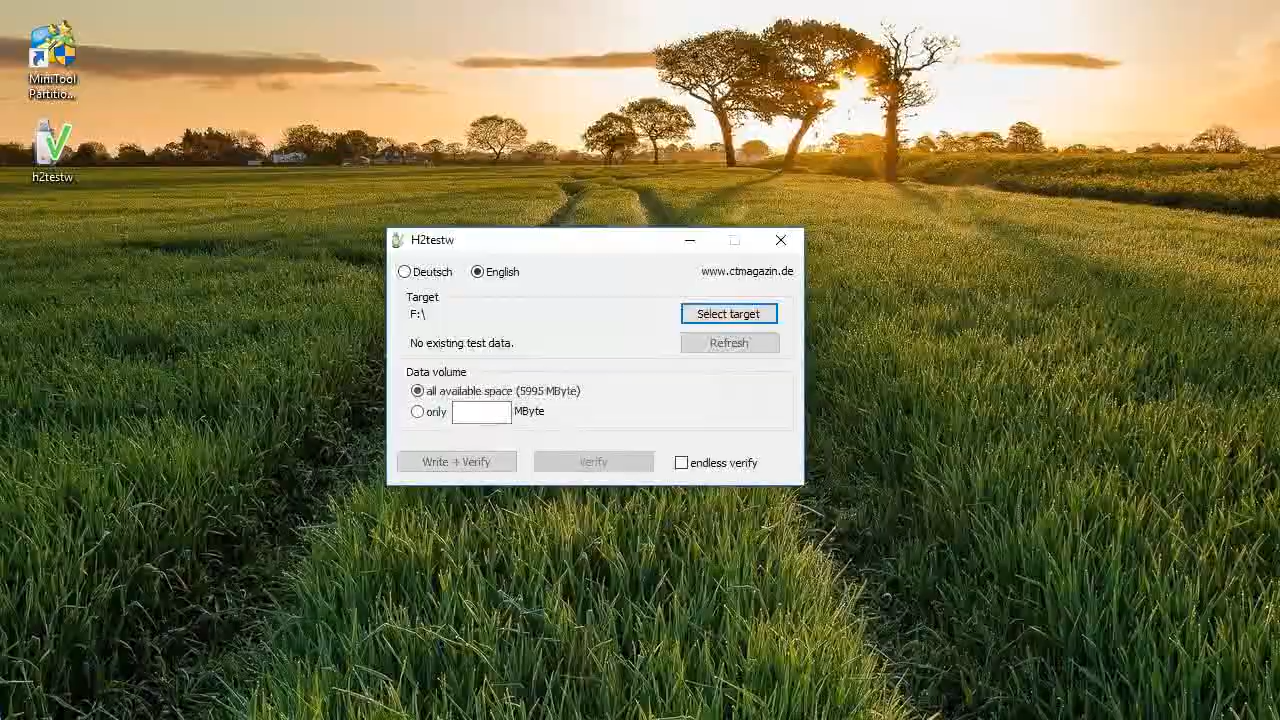 MiniTool
Partitio...
h2testw
H2testw
Deutsch English www.ctmagazin.de
Target
F:\ Select target
No existing test data. Refresh
Data volume
all available space (5995 MByte)
only MByte
Write + Verify Verify endless verify